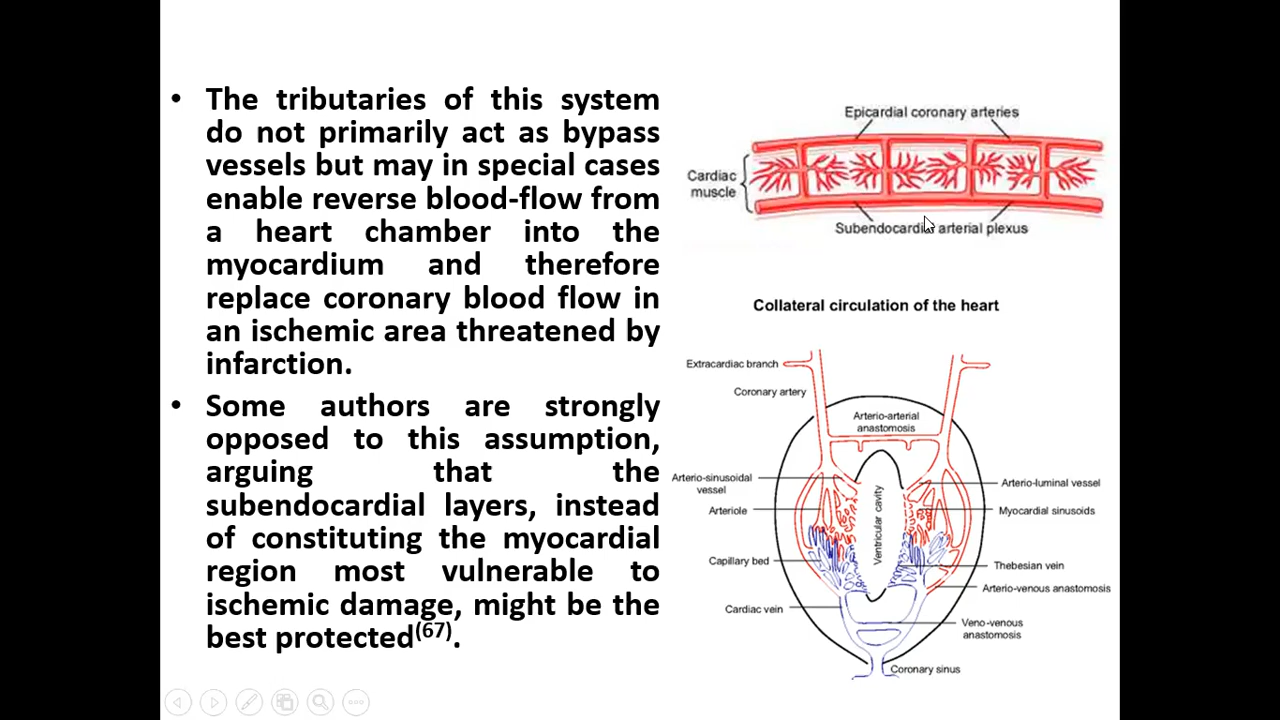 • The tributaries of this system
do not primarily act as bypass
vessels but may in special cases
enable reverse blood-flow from
a heart chamber into the
myocardium and therefore
replace coronary blood flow in
an ischemic area threatened by
infarction.
• Some authors are strongly
opposed to this assumption,
arguing that the
subendocardial layers, instead
of constituting the myocardial
region most vulnerable to
ischemic damage, might be the
best protected(67).
Epicardial coronary arteries
Cardiac
muscle
Subendocardial arterial plexus
Collateral circulation of the heart
Extracardiac branch
Coronary artery
Arterio-arterial
anastomosis
Arterio-sinusoidal
vessel
Arterio-luminal vessel
Arteriole
Myocardial sinusoids
Ventricular cavity
Capillary bed
Thebesian vein
Arterio-venous anastomosis
Cardiac vein
Veno-venous
anastomosis
Coronary sinus